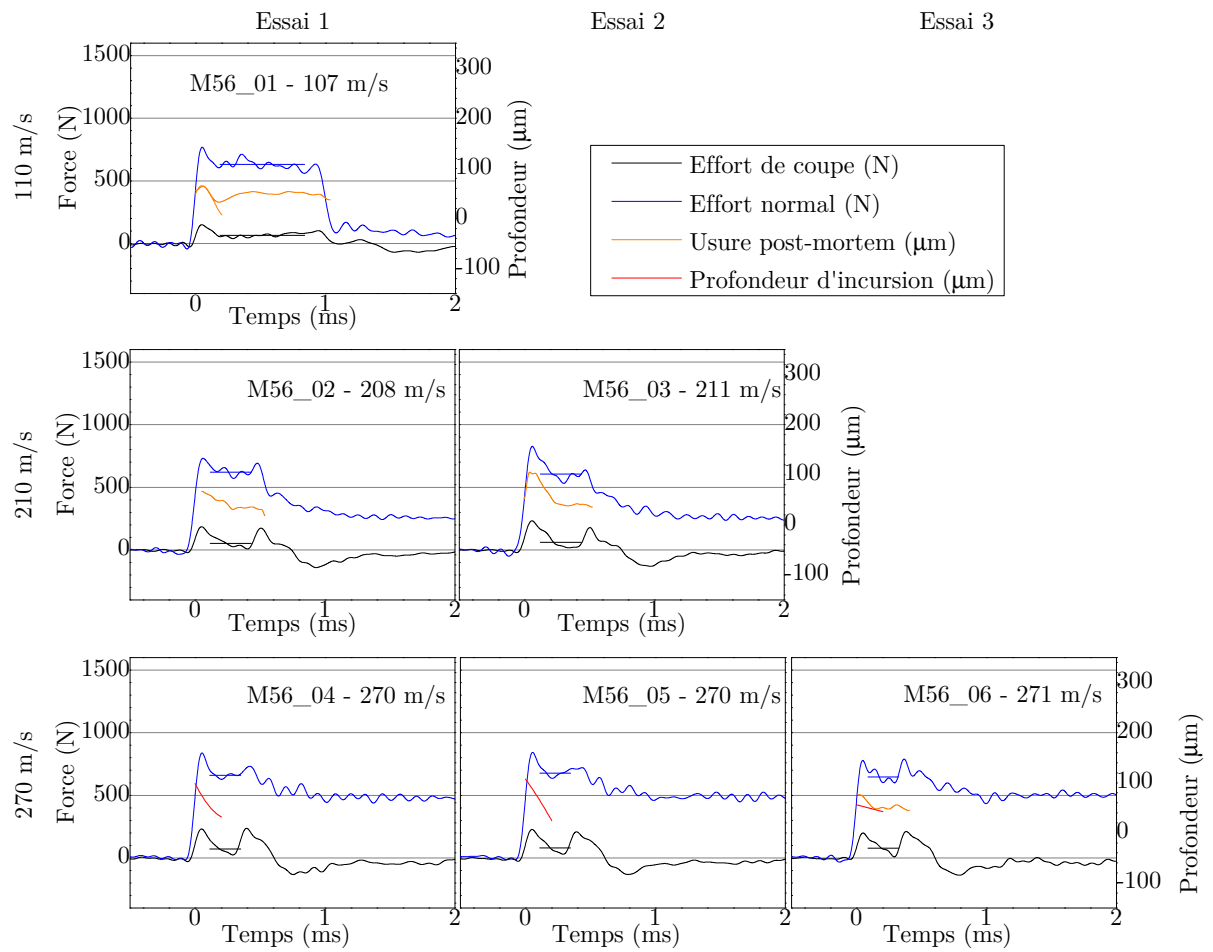 Essai 1
Essai 2
Essai 3
110 m/s
Force (N)
1500
1000
500
0
M56_01 - 107 m/s
300
200
100
0
-100
Profondeur (µm)
0 1 2
Temps (ms)
Effort de coupe (N)
Effort normal (N)
Usure post-mortem (µm)
Profondeur d'incursion (µm)
210 m/s
Force (N)
1500
1000
500
0
M56_02 - 208 m/s
0 1 2
Temps (ms)
M56_03 - 211 m/s
300
200
100
0
-100
Profondeur (µm)
0 1 2
Temps (ms)
270 m/s
Force (N)
1500
1000
500
0
M56_04 - 270 m/s
0 1 2
Temps (ms)
M56_05 - 270 m/s
0 1 2
Temps (ms)
M56_06 - 271 m/s
300
200
100
0
-100
Profondeur (µm)
0 1 2
Temps (ms)